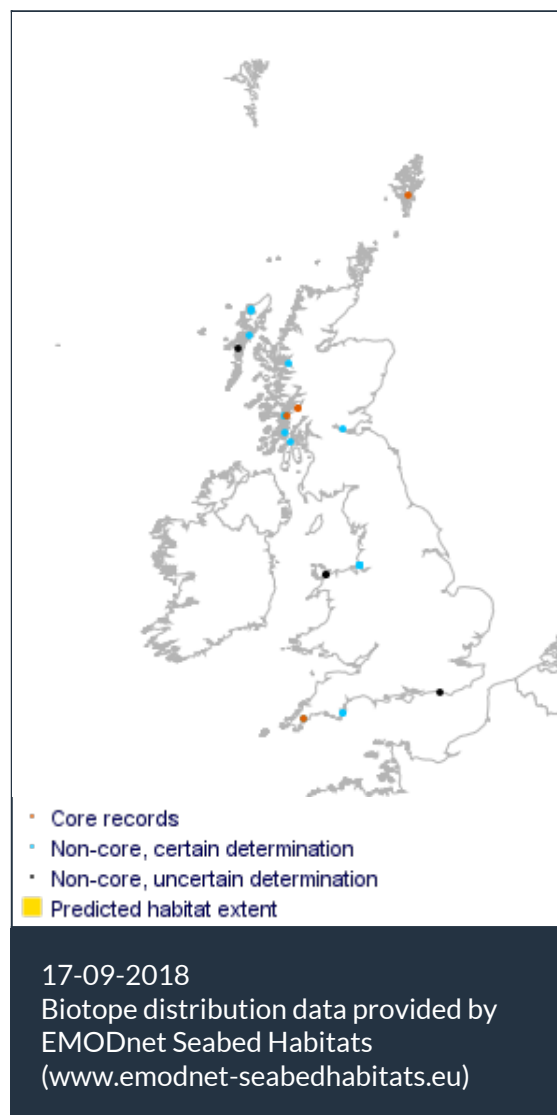 Core records
Non-core, certain determination
Non-core, uncertain determination
Predicted habitat extent
17-09-2018
Biotope distribution data provided by
EMODnet Seabed Habitats
(www.emodnet-seabedhabitats.eu)